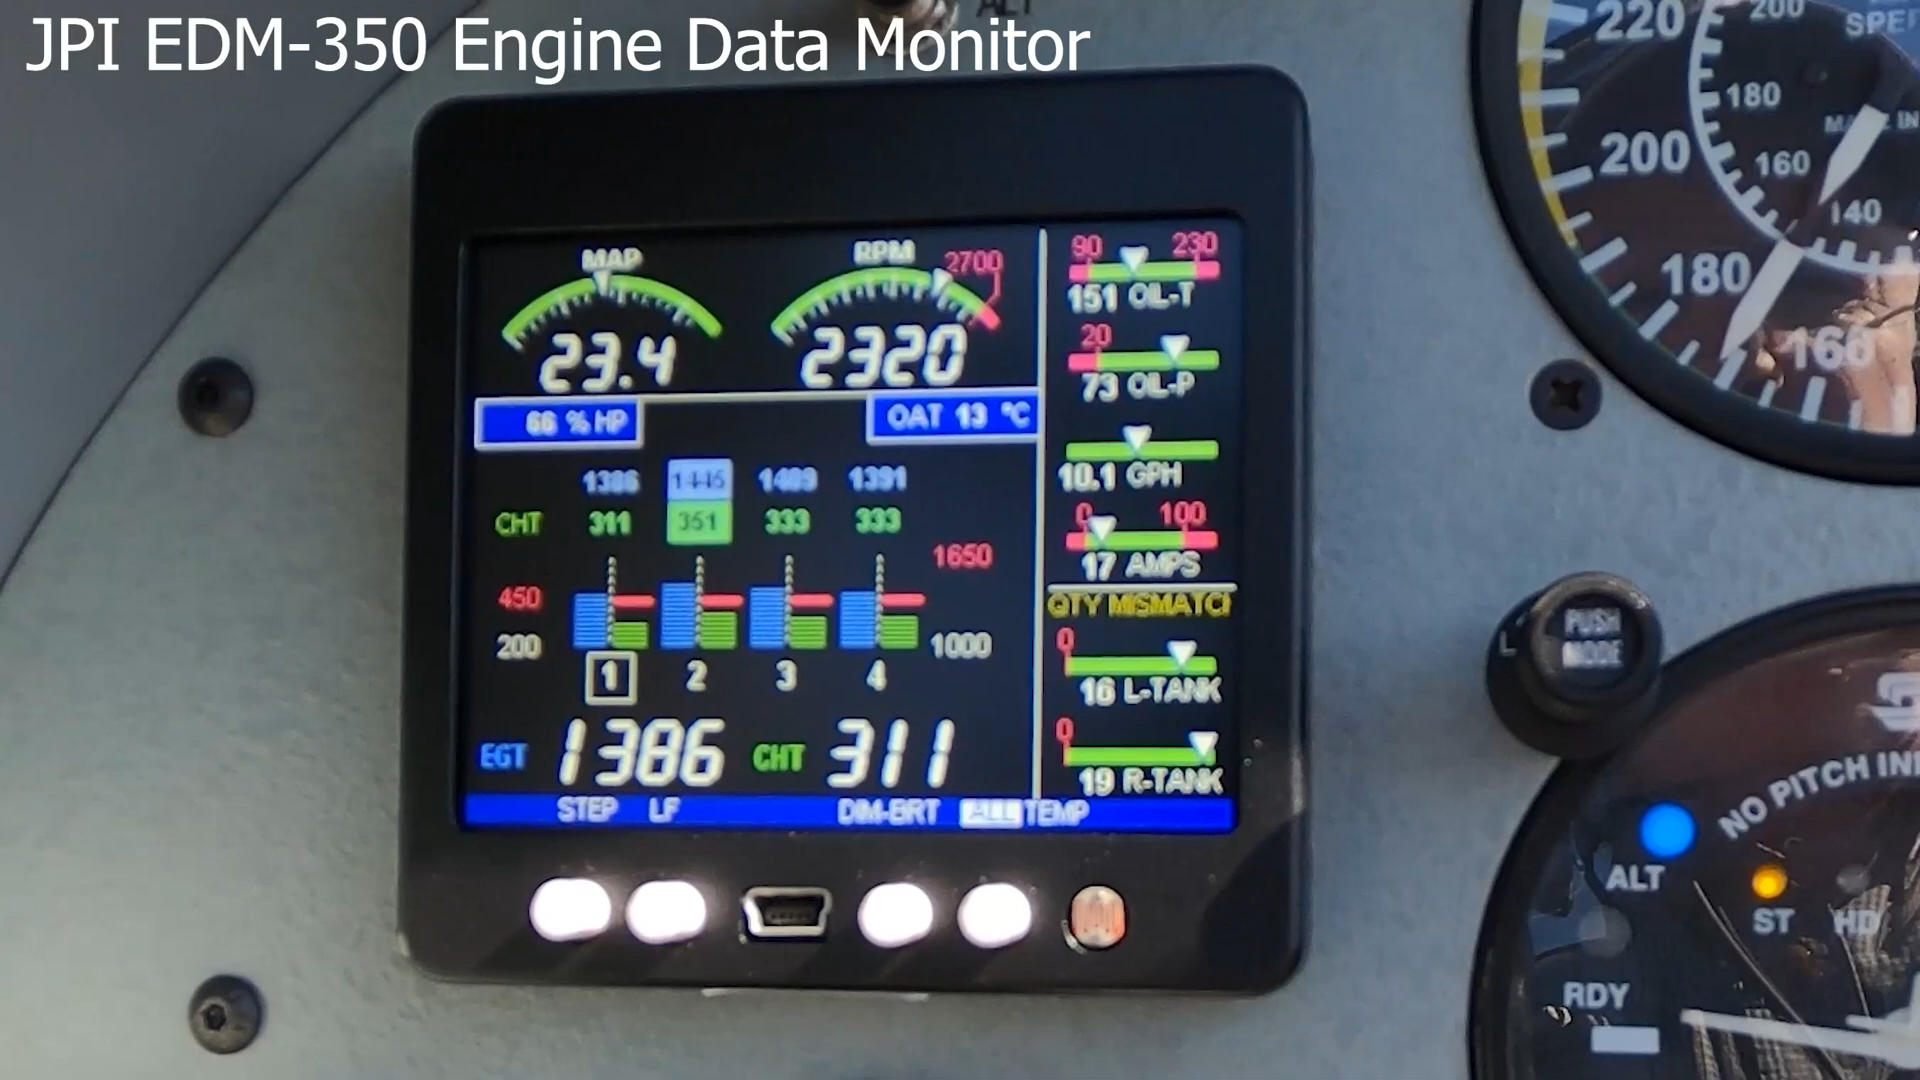 JPI EDM-350 Engine Data Monitor
ALT
MAP
23.4
RPM
2700
2320
66 % HP
OAT 13 °C
1386 1445 1409 1391
CHT 311 351 333 333
1650
450
200
1000
1 2 3 4
EGT 1386 CHT 311
STEP LF DIM-BRT ALL TEMP
90 230
151 OIL-T
20
73 OIL-P
10.1 GPH
0 100
17 AMPS
QTY MISMATCH
0
16 L-TANK
0
19 R-TANK
220
200
180
160
200
180
160
140
L
PUSH
MODE
NO PITCH
ALT
ST HD
RDY